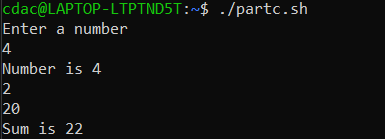 cdac@LAPTOP-LTPTND5T:~$ ./partc.sh
Enter a number
4
Number is 4
2
20
Sum is 22